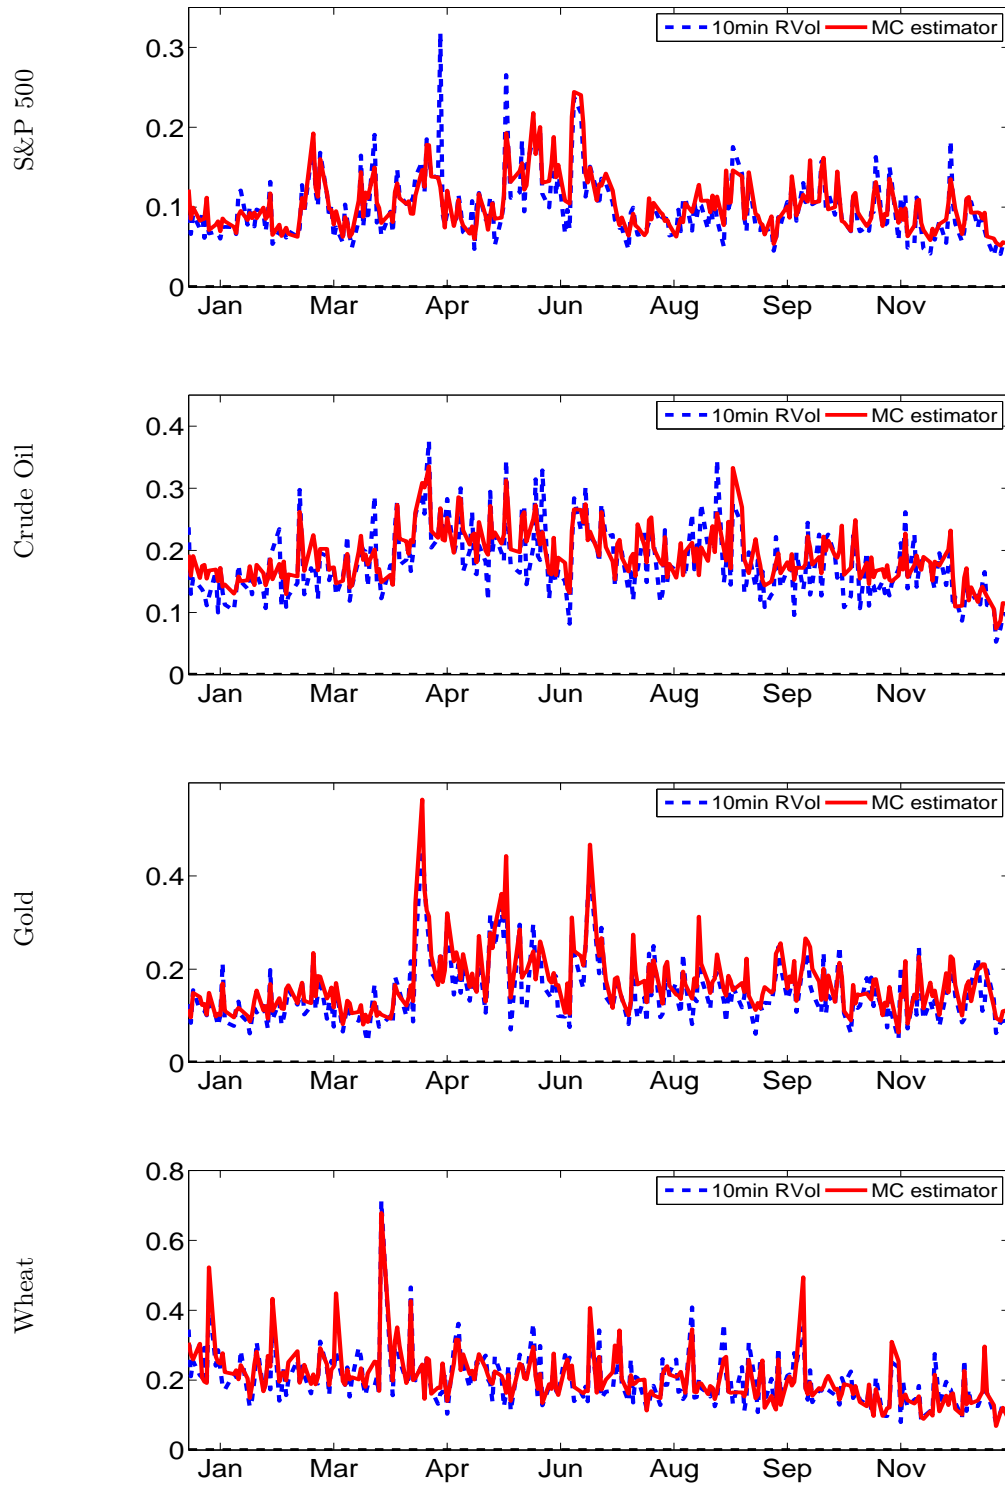 S&P 500
10min RVol MC estimator
0.3
0.2
0.1
0
Jan Mar Apr Jun Aug Sep Nov
Crude Oil
10min RVol MC estimator
0.4
0.3
0.2
0.1
0
Jan Mar Apr Jun Aug Sep Nov
Gold
10min RVol MC estimator
0.4
0.2
0
Jan Mar Apr Jun Aug Sep Nov
Wheat
10min RVol MC estimator
0.8
0.6
0.4
0.2
0
Jan Mar Apr Jun Aug Sep Nov